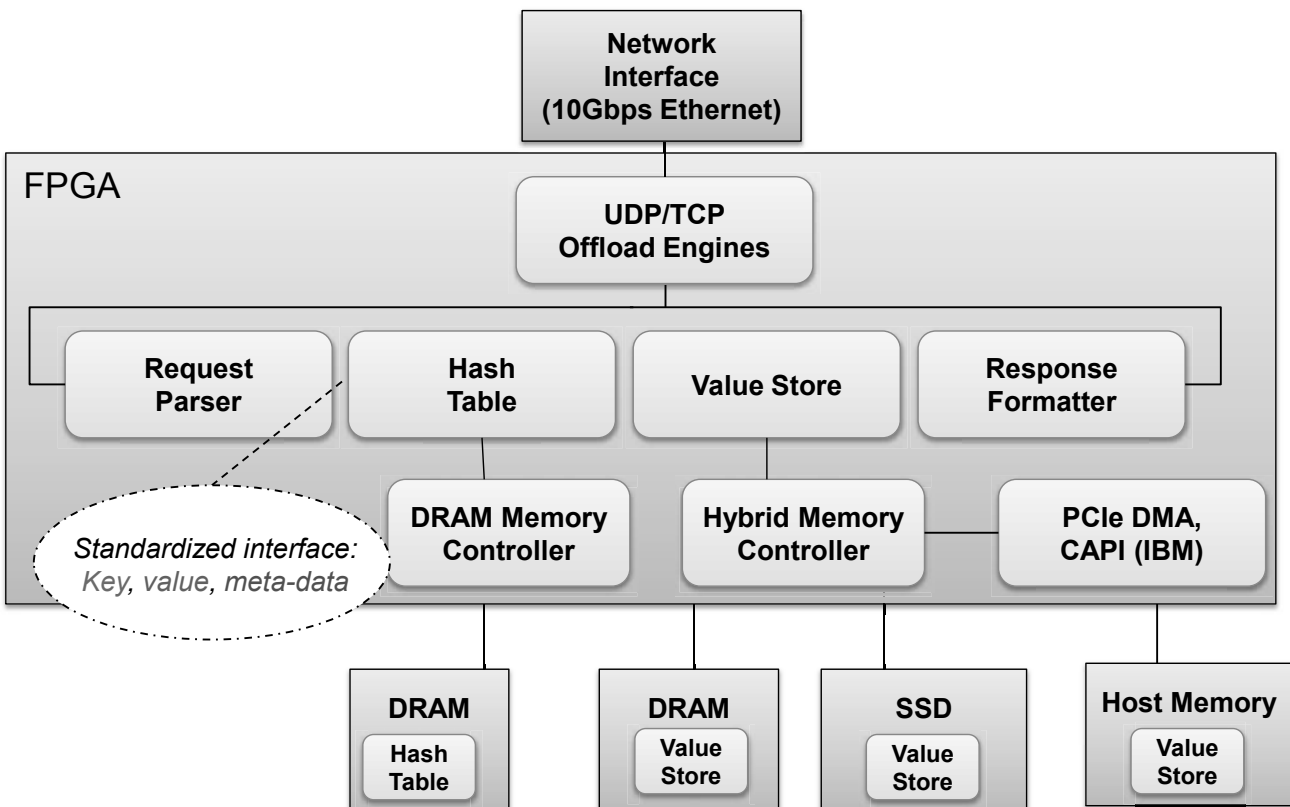 Network
Interface
(10Gbps Ethernet)
FPGA
UDP/TCP
Offload Engines
Request
Parser
Hash
Table
Value Store
Response
Formatter
Standardized interface:
Key, value, meta-data
DRAM Memory
Controller
Hybrid Memory
Controller
PCIe DMA,
CAPI (IBM)
DRAM
Hash
Table
DRAM
Value
Store
SSD
Value
Store
Host Memory
Value
Store